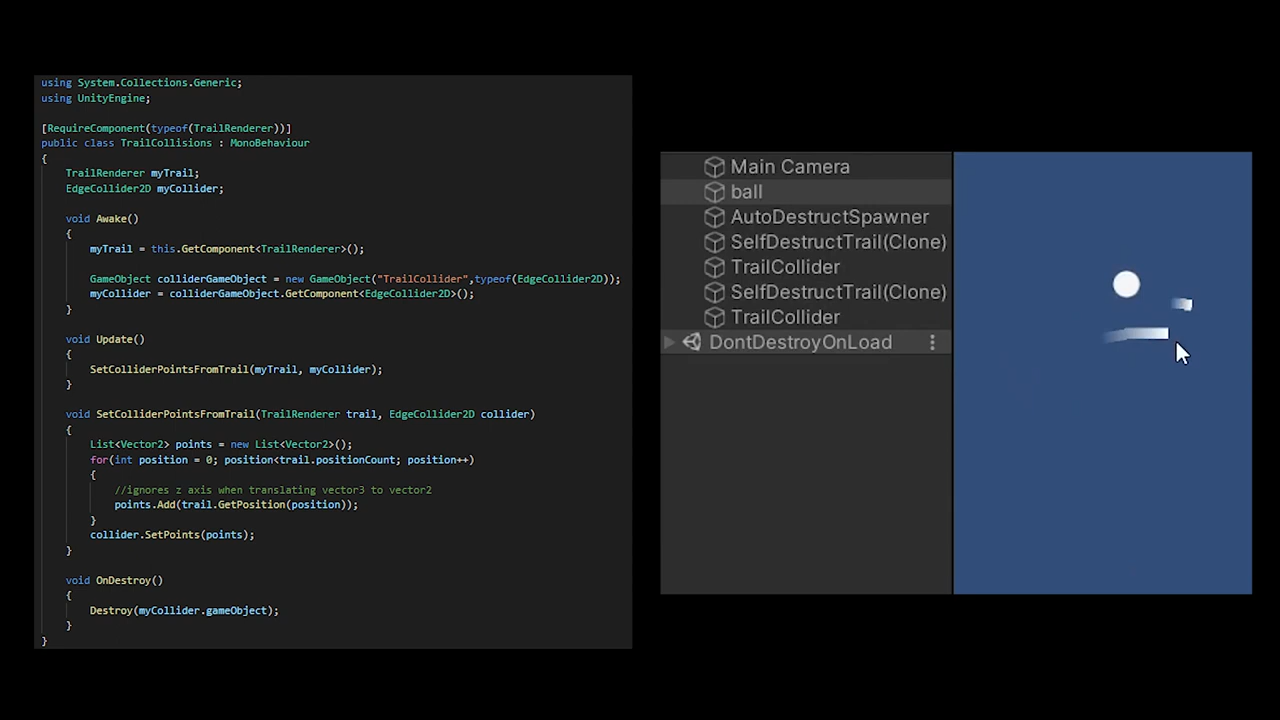 using System.Collections.Generic;
using UnityEngine;
[RequireComponent(typeof(TrailRenderer))]
public class TrailCollisions : MonoBehaviour
{
TrailRenderer myTrail;
EdgeCollider2D myCollider;
void Awake()
{
myTrail = this.GetComponent<TrailRenderer>();
GameObject colliderGameObject = new GameObject("TrailCollider",typeof(EdgeCollider2D));
myCollider = colliderGameObject.GetComponent<EdgeCollider2D>();
}
void Update()
{
SetColliderPointsFromTrail(myTrail, myCollider);
}
void SetColliderPointsFromTrail(TrailRenderer trail, EdgeCollider2D collider)
{
List<Vector2> points = new List<Vector2>();
for(int position = 0; position<trail.positionCount; position++)
{
//ignores z axis when translating vector3 to vector2
points.Add(trail.GetPosition(position));
}
collider.SetPoints(points);
}
void OnDestroy()
{
Destroy(myCollider.gameObject);
}
}
Main Camera
ball
AutoDestructSpawner
SelfDestructTrail(Clone)
TrailCollider
SelfDestructTrail(Clone)
TrailCollider
DontDestroyOnLoad